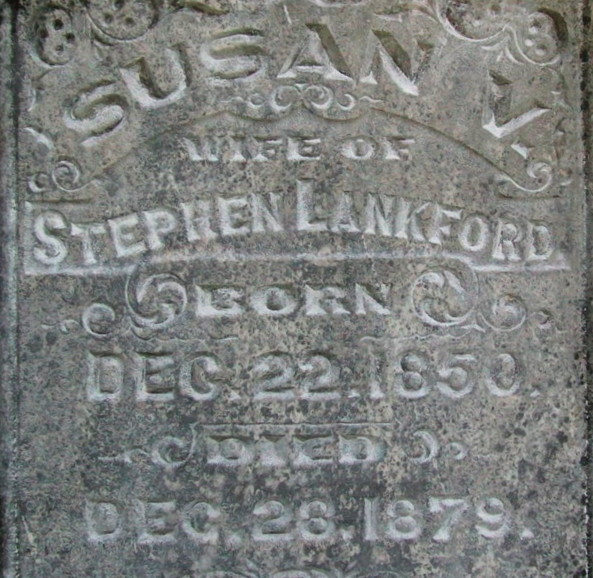 SUSAN V.
WIFE OF
STEPHEN LANKFORD.
BORN
DEC. 22. 1850.
DIED
DEC. 28. 1879.